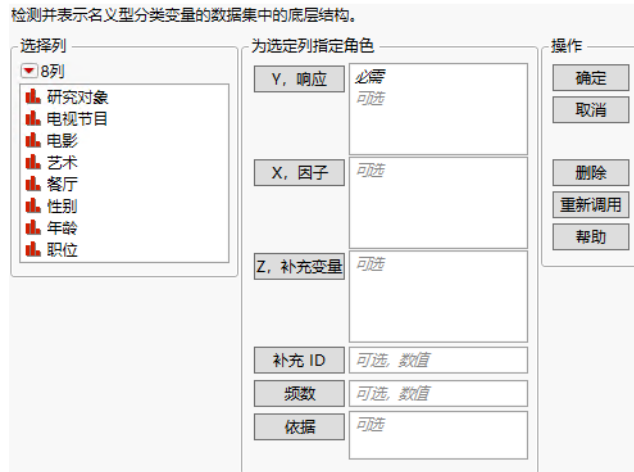 检测并表示名义型分类变量的数据集中的底层结构。
选择列
8列
研究对象
电视节目
电影
艺术
餐厅
性别
年龄
职位
为选定列指定角色
Y, 响应
必需
可选
X, 因子
可选
Z, 补充变量
可选
补充 ID
可选, 数值
频数
可选, 数值
依据
可选
操作
确定
取消
删除
重新调用
帮助